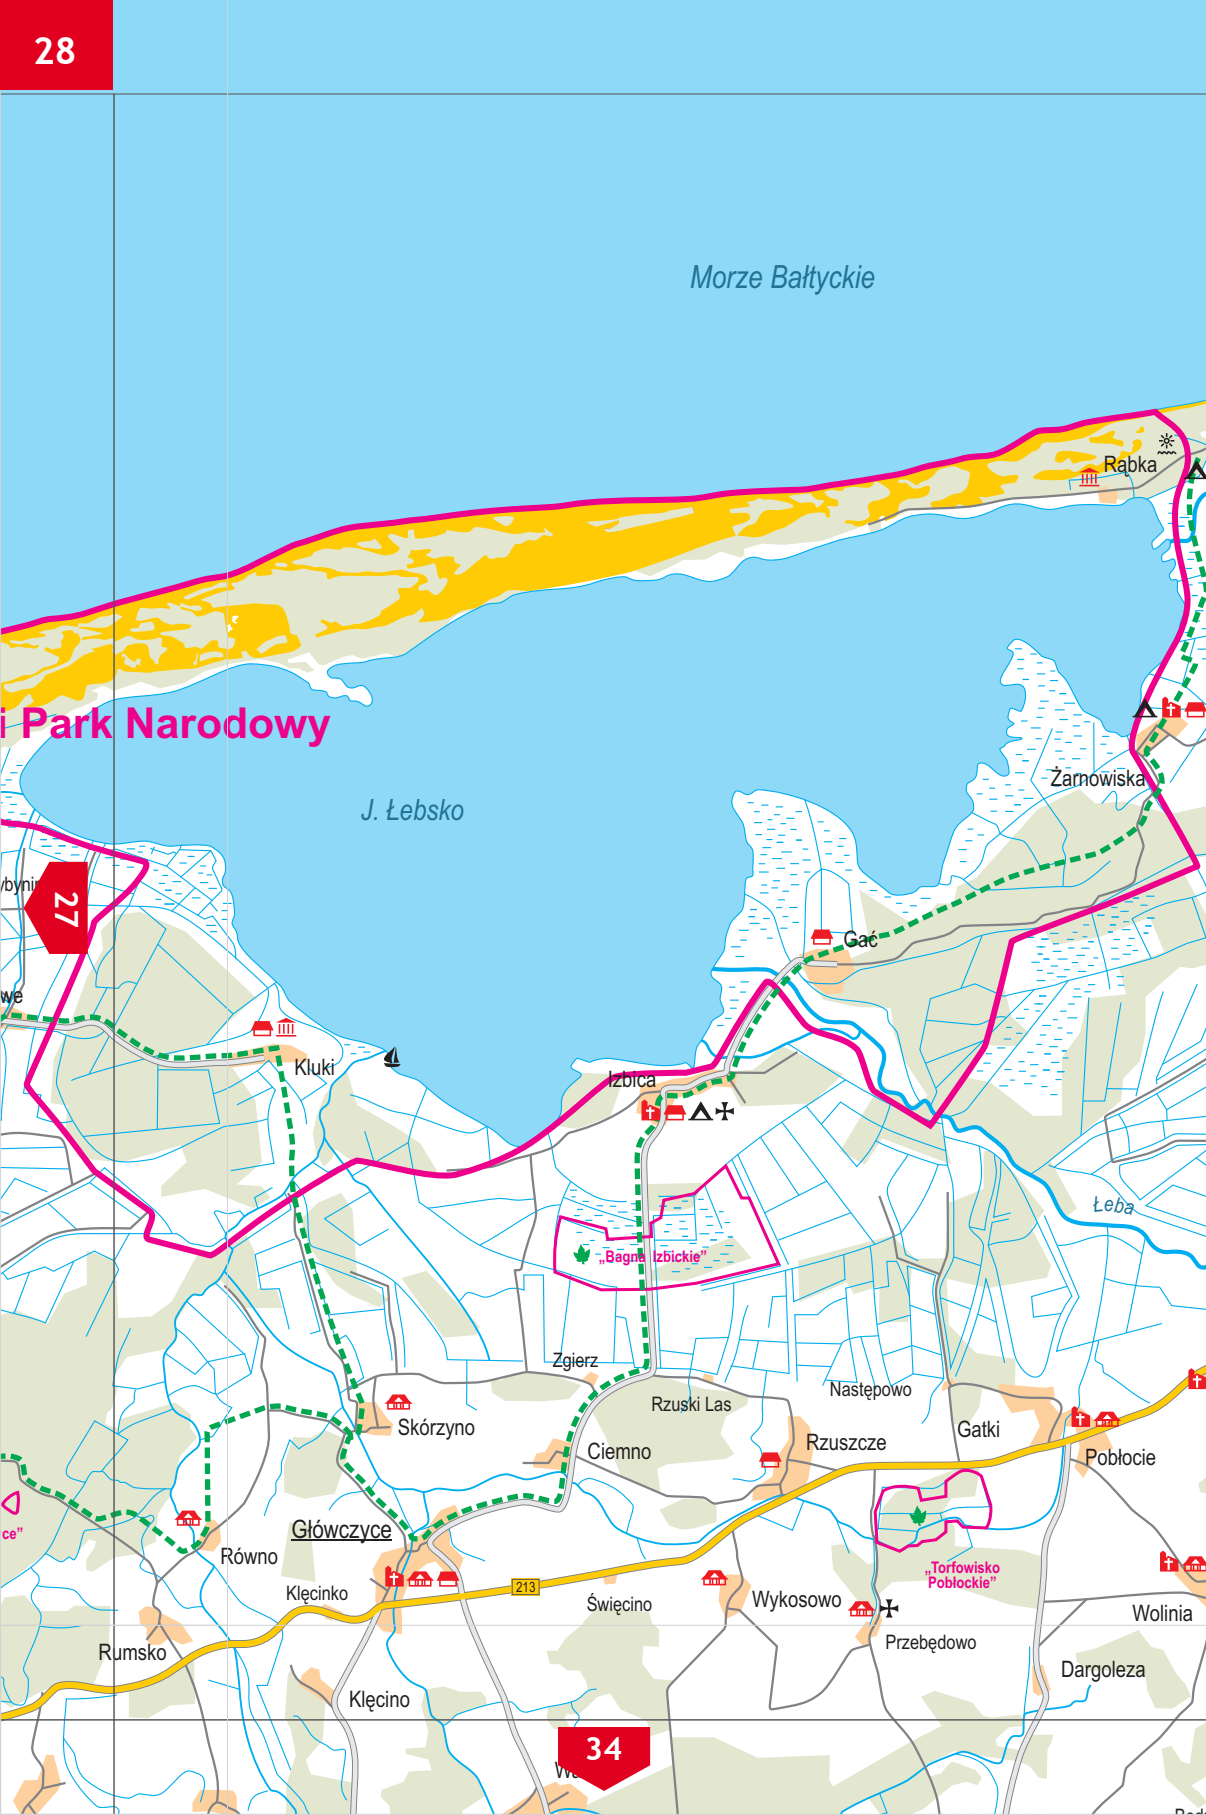 28
Morze Bałtyckie
Rąbka
i Park Narodowy
Żarnowiska
J. Łebsko
27
Gać
we
Kluki
Izbica
Łeba
„Bagna Izbickie”
Zgierz
Rzuski Las
Następowo
Skórzyno
Gatki
Rzuszcze
Ciemno
Pobłocie
ce”
Główczyce
Równo
„Torfowisko
Pobłockie”
Klęcinko
213
Święcino
Wykosowo
Wolinia
Rumsko
Przebędowo
Dargoleza
Klęcino
34